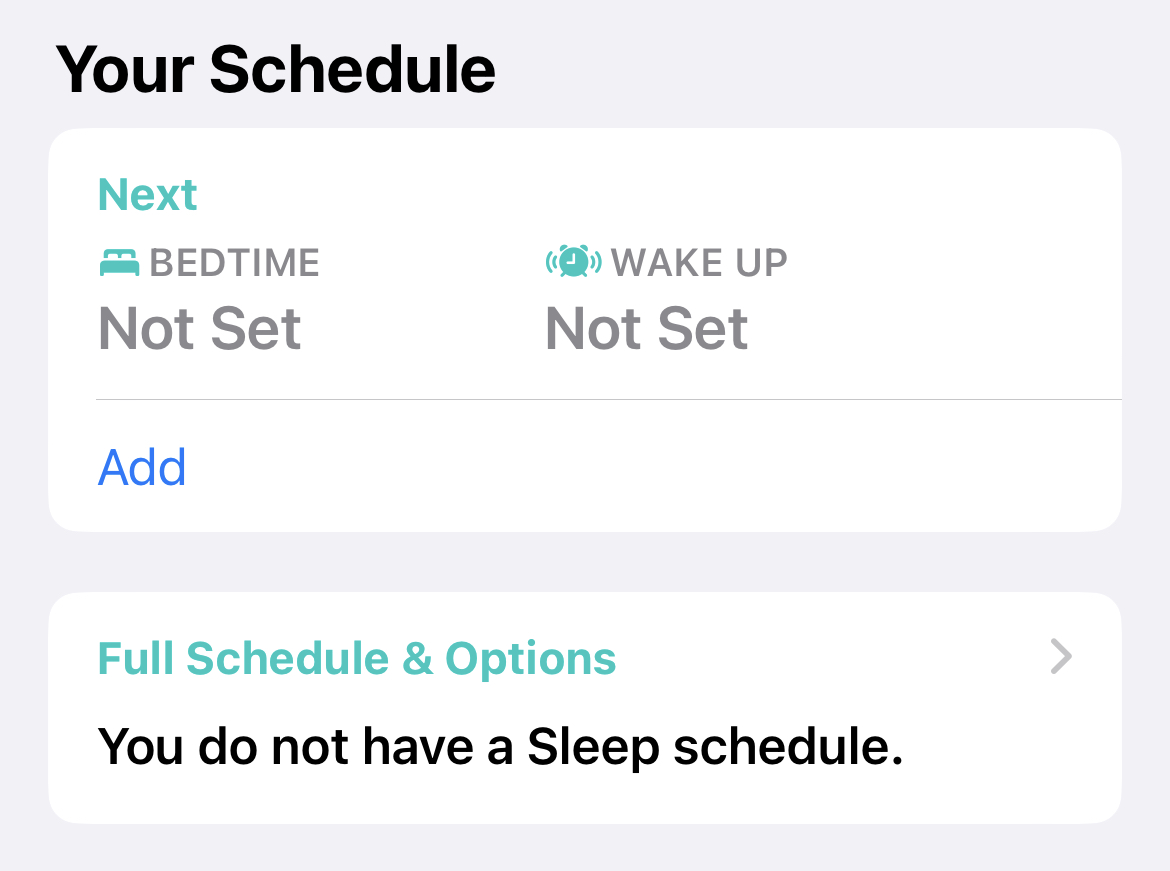 Your Schedule
Next
BEDTIME
WAKE UP
Not Set
Not Set
Add
Full Schedule & Options
You do not have a Sleep schedule.